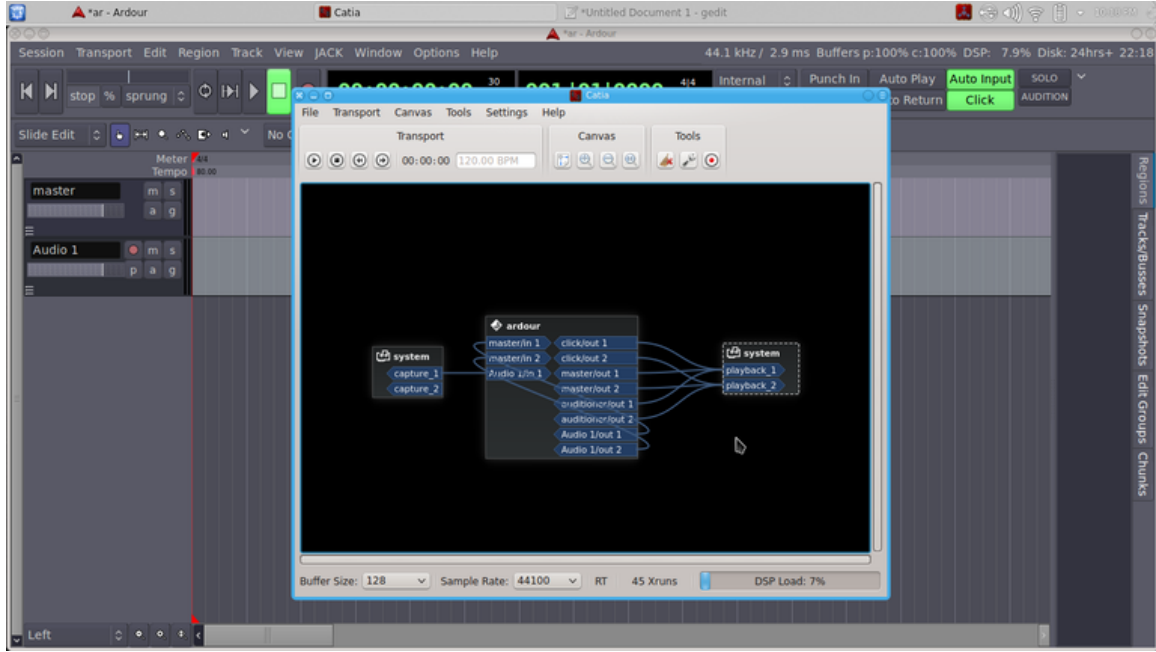 *ar - Ardour
Catia
*Untitled Document 1 - gedit
*ar - Ardour
Session Transport Edit Region Track View JACK Window Options Help
44.1 kHz / 2.9 ms Buffers p:100% c:100% DSP: 7.9% Disk: 24hrs+ 22:18
stop % sprung
30
4|4
Internal Punch In Auto Play Auto Input SOLO
Return Click AUDITION
Slide Edit
Meter 4/4
Tempo 80.00
master m s
a g
Audio 1 m s
p a g
Left
Regions
Tracks/Busses
Snapshots
Edit Groups
Chunks
Catia
File Transport Canvas Tools Settings Help
Transport Canvas Tools
00:00:00 120.00 BPM
system
capture_1
capture_2
ardour
master/in 1 click/out 1
master/in 2 click/out 2
Audio 1/in 1 master/out 1
master/out 2
auditioner/out 1
auditioner/out 2
Audio 1/out 1
Audio 1/out 2
system
playback_1
playback_2
Buffer Size: 128 Sample Rate: 44100 RT 45 Xruns DSP Load: 7%